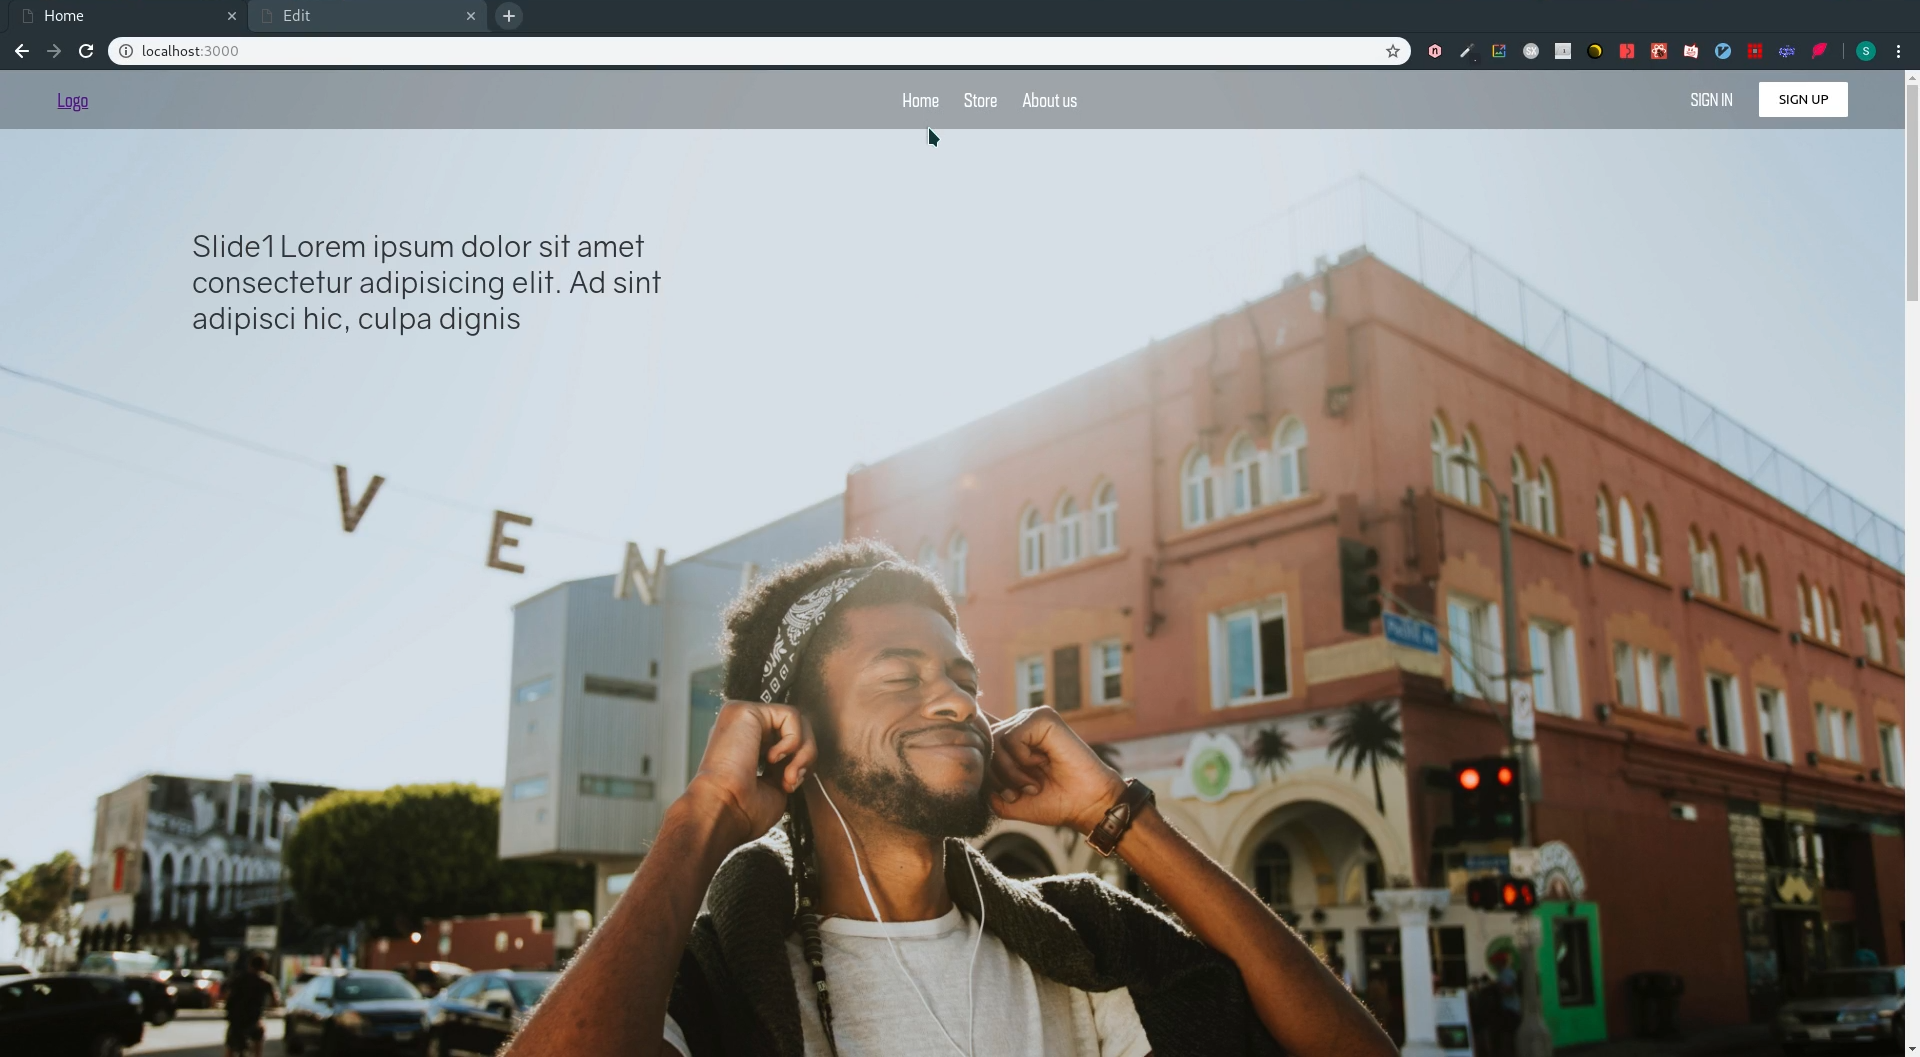 Home
Edit
localhost:3000
S
Logo
Home
Store
About us
SIGN IN
SIGN UP
Slide1 Lorem ipsum dolor sit amet
consectetur adipisicing elit. Ad sint
adipisci hic, culpa dignis
V E N